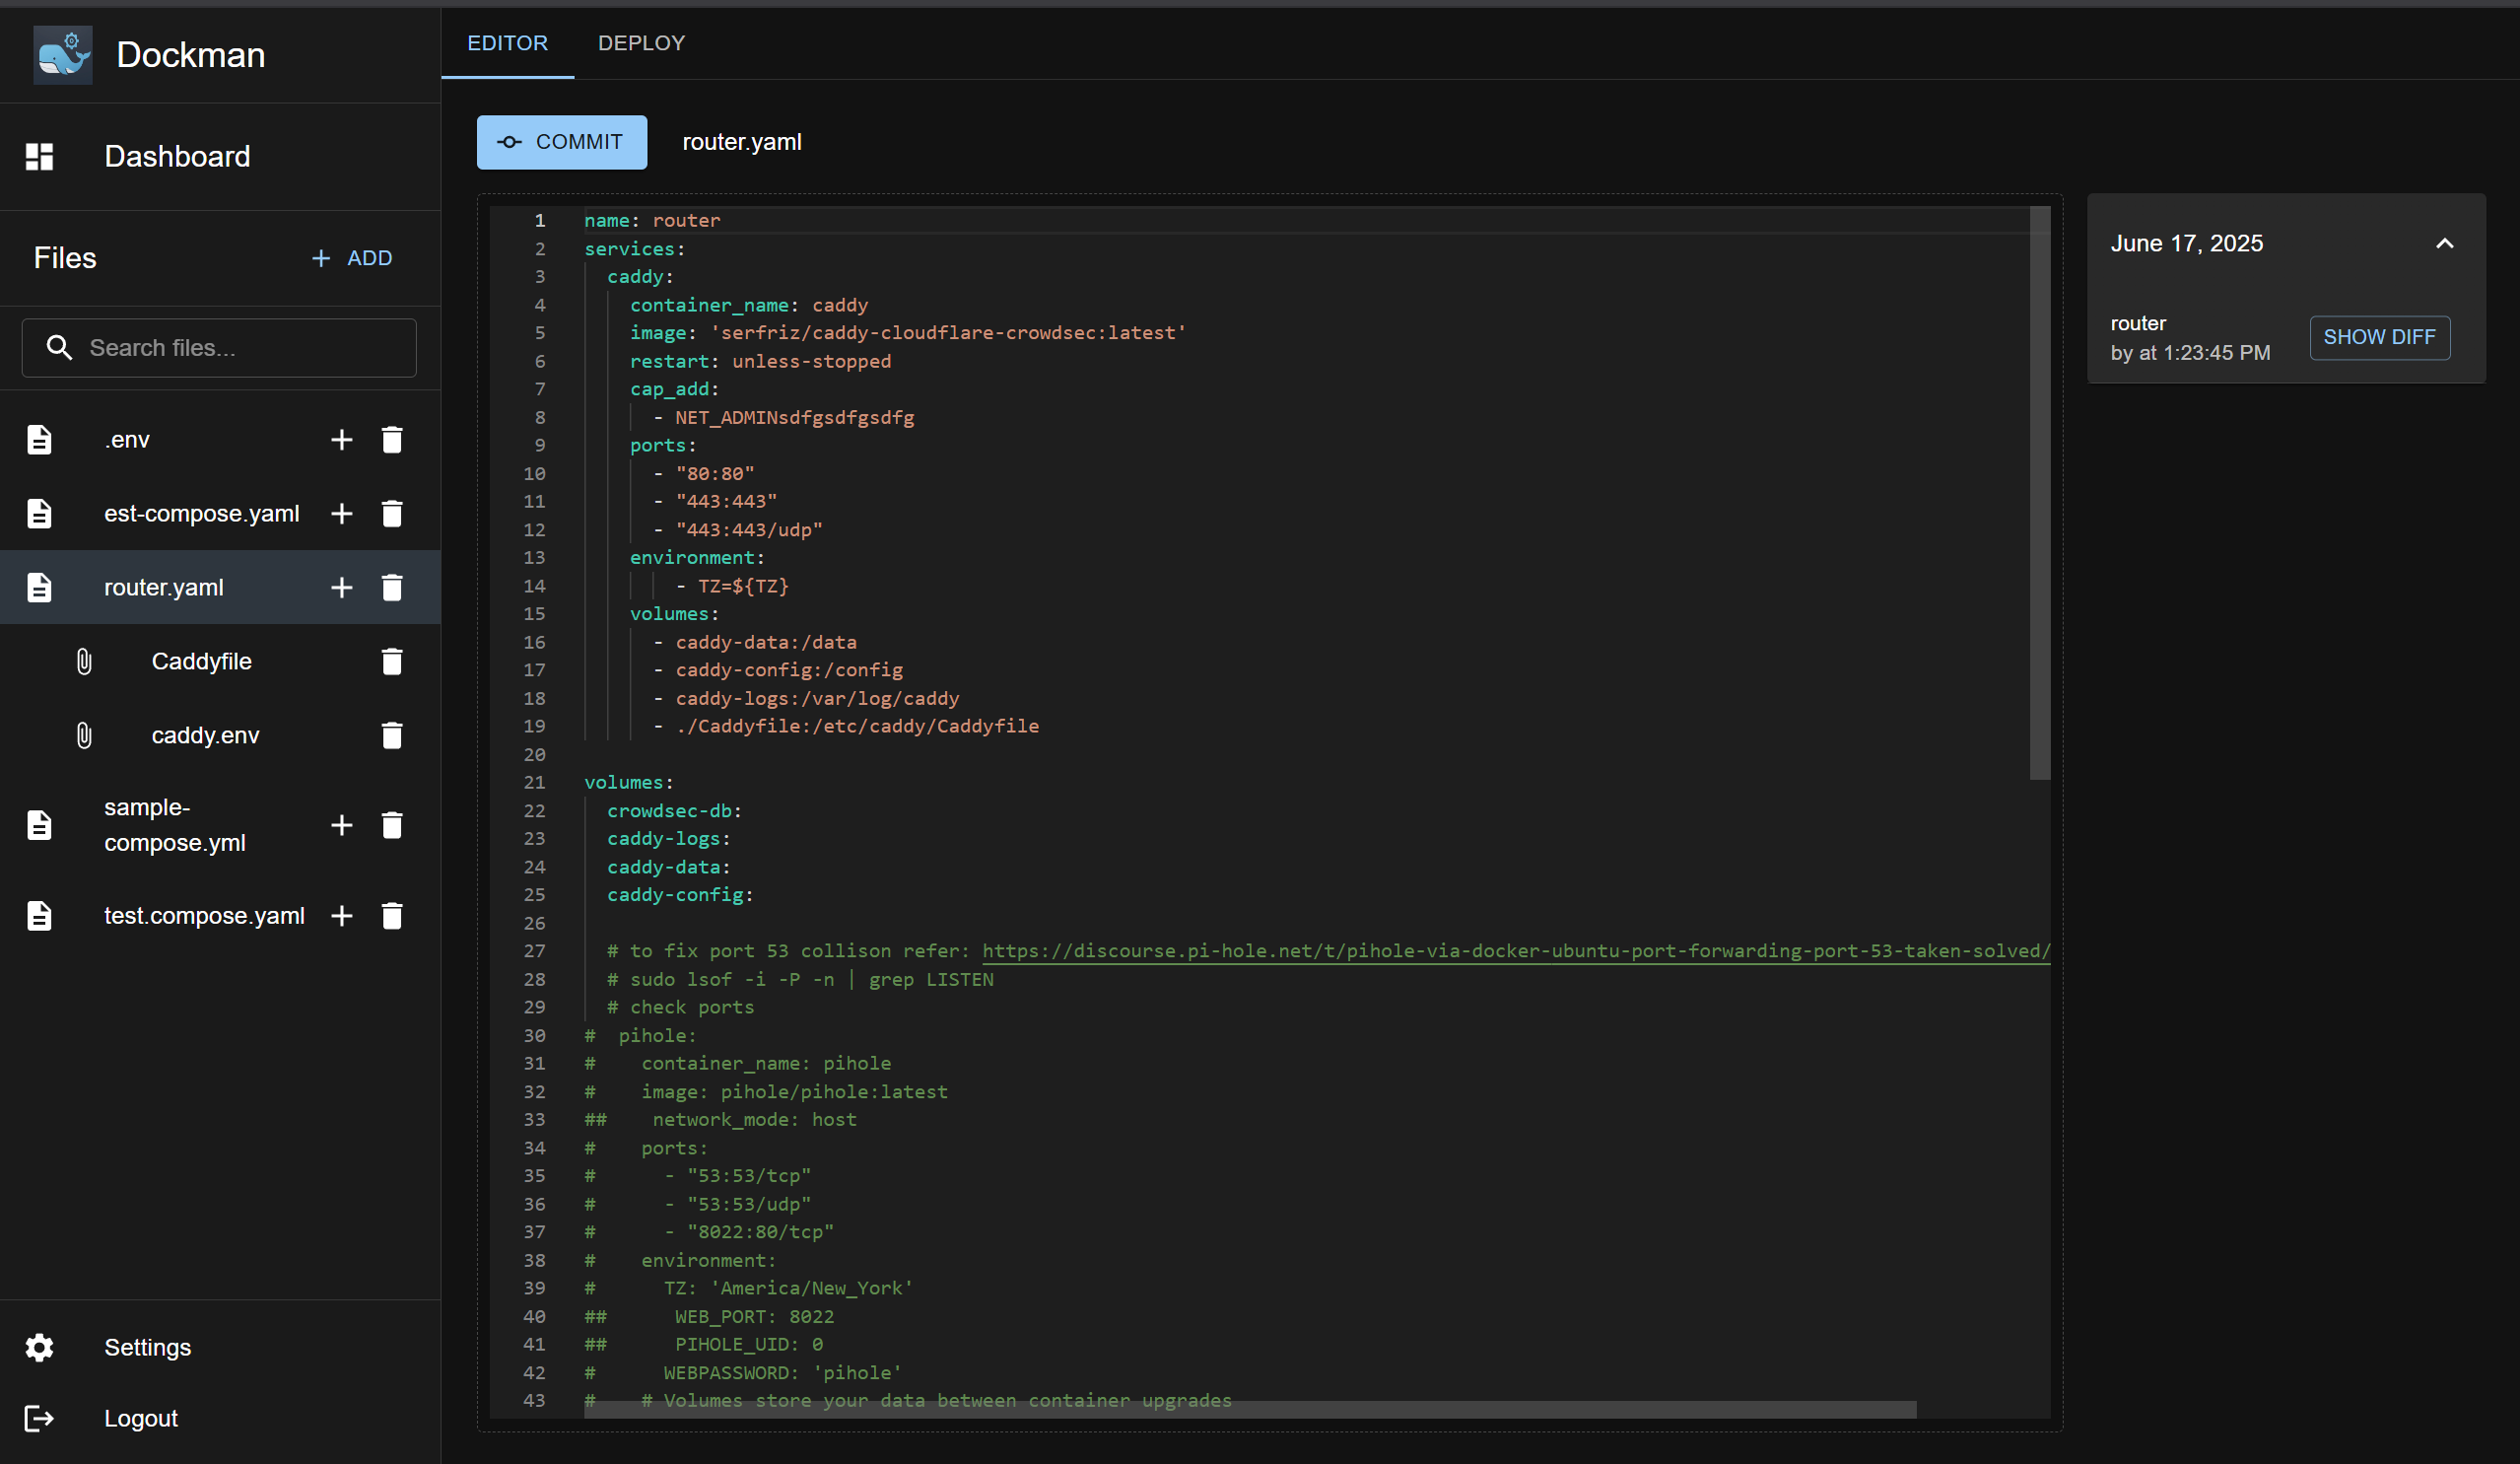 Dockman
Dashboard
Files
+ ADD
Search files...
.env
est-compose.yaml
router.yaml
Caddyfile
caddy.env
sample-
compose.yml
test.compose.yaml
Settings
Logout
EDITOR DEPLOY
COMMIT router.yaml
1 name: router
2 services:
3 caddy:
4 container_name: caddy
5 image: 'serfriz/caddy-cloudflare-crowdsec:latest'
6 restart: unless-stopped
7 cap_add:
8 - NET_ADMINsdfgsdfgsdfg
9 ports:
10 - "80:80"
11 - "443:443"
12 - "443:443/udp"
13 environment:
14 - TZ=${TZ}
15 volumes:
16 - caddy-data:/data
17 - caddy-config:/config
18 - caddy-logs:/var/log/caddy
19 - ./Caddyfile:/etc/caddy/Caddyfile
20
21 volumes:
22 crowdsec-db:
23 caddy-logs:
24 caddy-data:
25 caddy-config:
26
27 # to fix port 53 collison refer: https://discourse.pi-hole.net/t/pihole-via-docker-ubuntu-port-forwarding-port-53-taken-solved/
28 # sudo lsof -i -P -n | grep LISTEN
29 # check ports
30 # pihole:
31 # container_name: pihole
32 # image: pihole/pihole:latest
33 ## network_mode: host
34 # ports:
35 # - "53:53/tcp"
36 # - "53:53/udp"
37 # - "8022:80/tcp"
38 # environment:
39 # TZ: 'America/New_York'
40 ## WEB_PORT: 8022
41 ## PIHOLE_UID: 0
42 # WEBPASSWORD: 'pihole'
43 # # Volumes store your data between container upgrades
June 17, 2025
router
by at 1:23:45 PM
SHOW DIFF